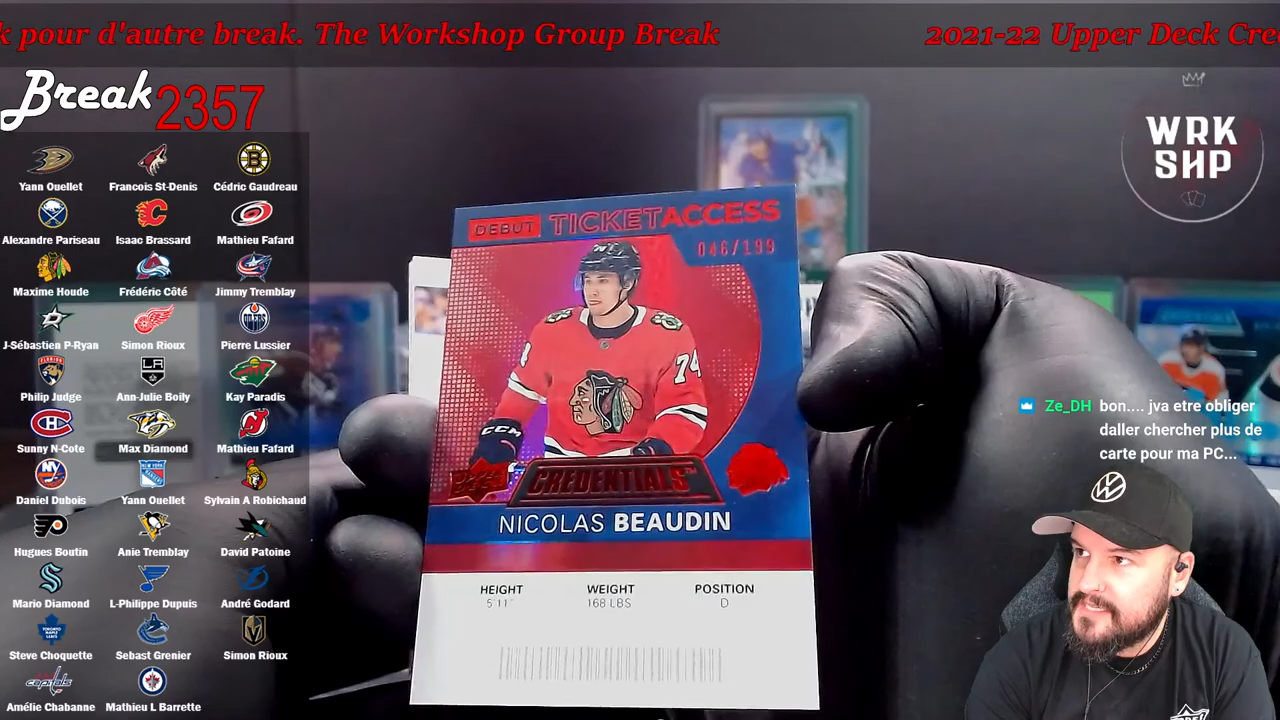 k pour d'autre break. The Workshop Group Break
2021-22 Upper Deck Cre
Break 2357
WRK
SHP
Yann Ouellet
Francois St-Denis
Cédric Gaudreau
Alexandre Pariseau
Isaac Brassard
Mathieu Fafard
Maxime Houde
Frédéric Côté
Jimmy Tremblay
J-Sébastien P-Ryan
Simon Rioux
Pierre Lussier
Philip Judge
Ann-Julie Boily
Kay Paradis
Sunny N-Cote
Max Diamond
Mathieu Fafard
Daniel Dubois
Yann Ouellet
Sylvain A Robichaud
Hugues Boutin
Anie Tremblay
David Patoine
Mario Diamond
L-Philippe Dupuis
André Godard
Steve Choquette
Sebast Grenier
Simon Rioux
Amélie Chabanne
Mathieu L Barrette
DEBUT TICKETACCESS
046/199
74
CCM
CREDENTIALS
NICOLAS BEAUDIN
HEIGHT WEIGHT POSITION
5'11" 168 LBS D
Ze_DH bon.... jva etre obliger
daller chercher plus de
carte pour ma PC...